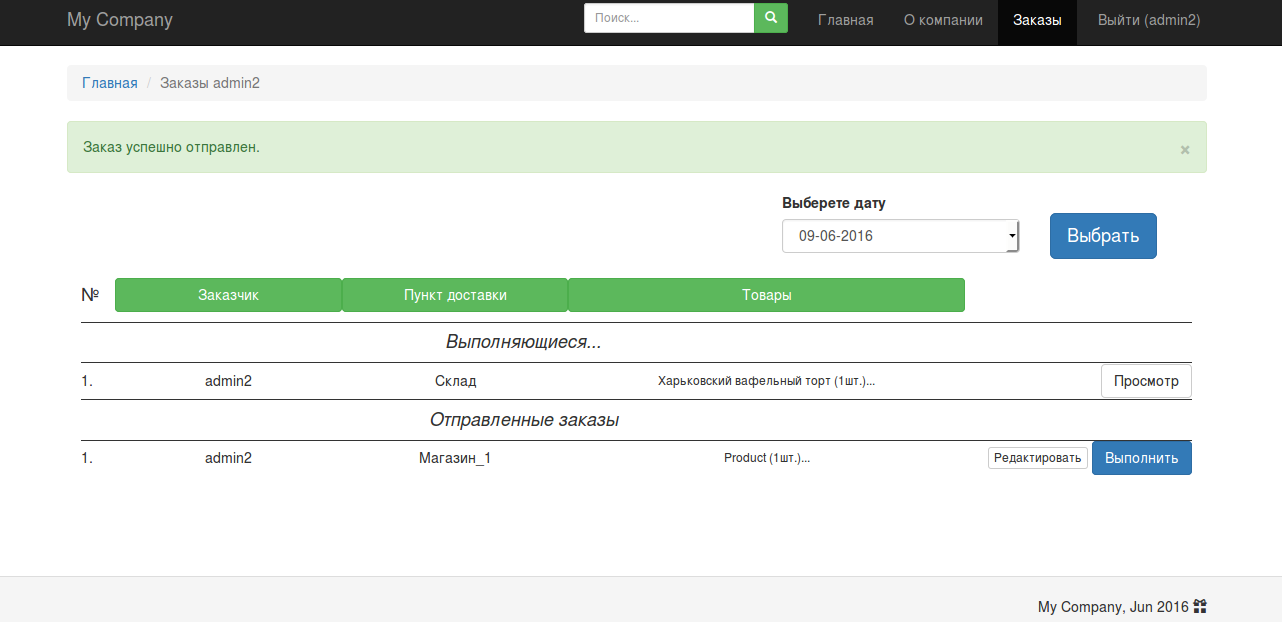 My Company Поиск... Главная О компании Заказы Выйти (admin2)
Главная / Заказы admin2
Заказ успешно отправлен. ×
Выберете дату
09-06-2016 Выбрать
№ Заказчик Пункт доставки Товары
Выполняющиеся...
1. admin2 Склад Харьковский вафельный торт (1шт.)... Просмотр
Отправленные заказы
1. admin2 Магазин_1 Product (1шт.)... Редактировать Выполнить
My Company, Jun 2016